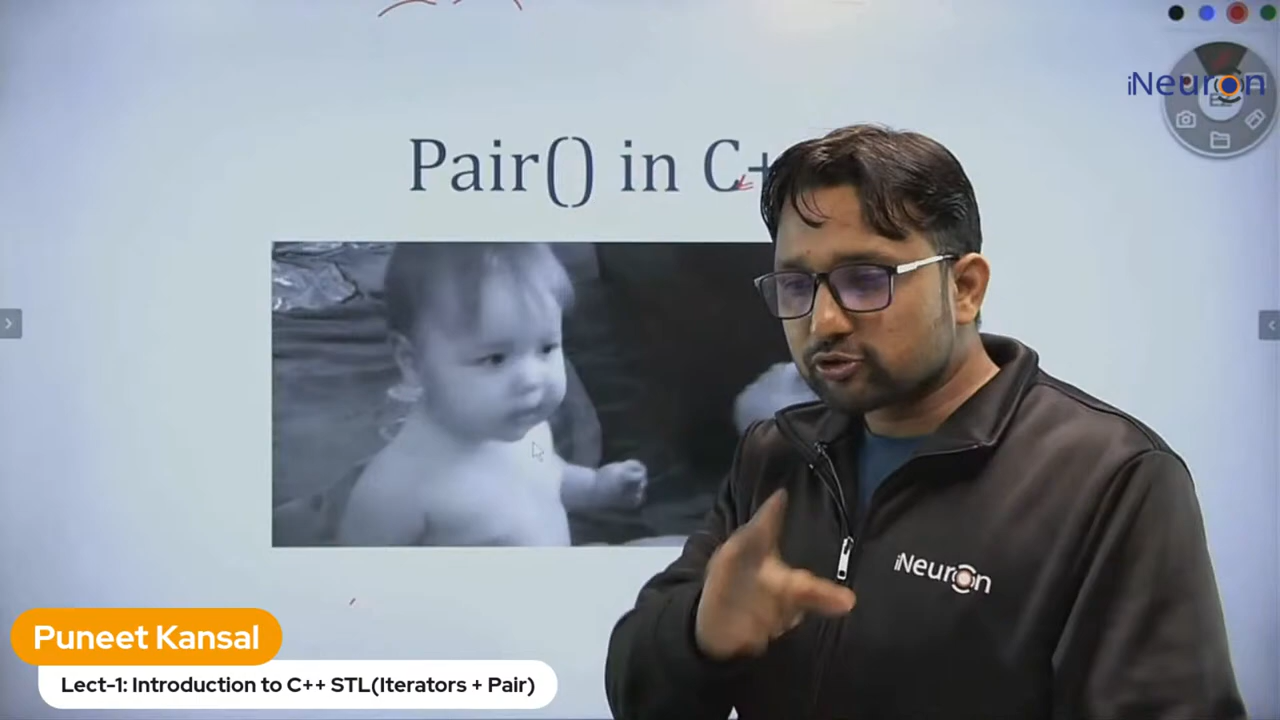 iNeuron
Pair() in C+
iNeuron
Puneet Kansal
Lect-1: Introduction to C++ STL(Iterators + Pair)